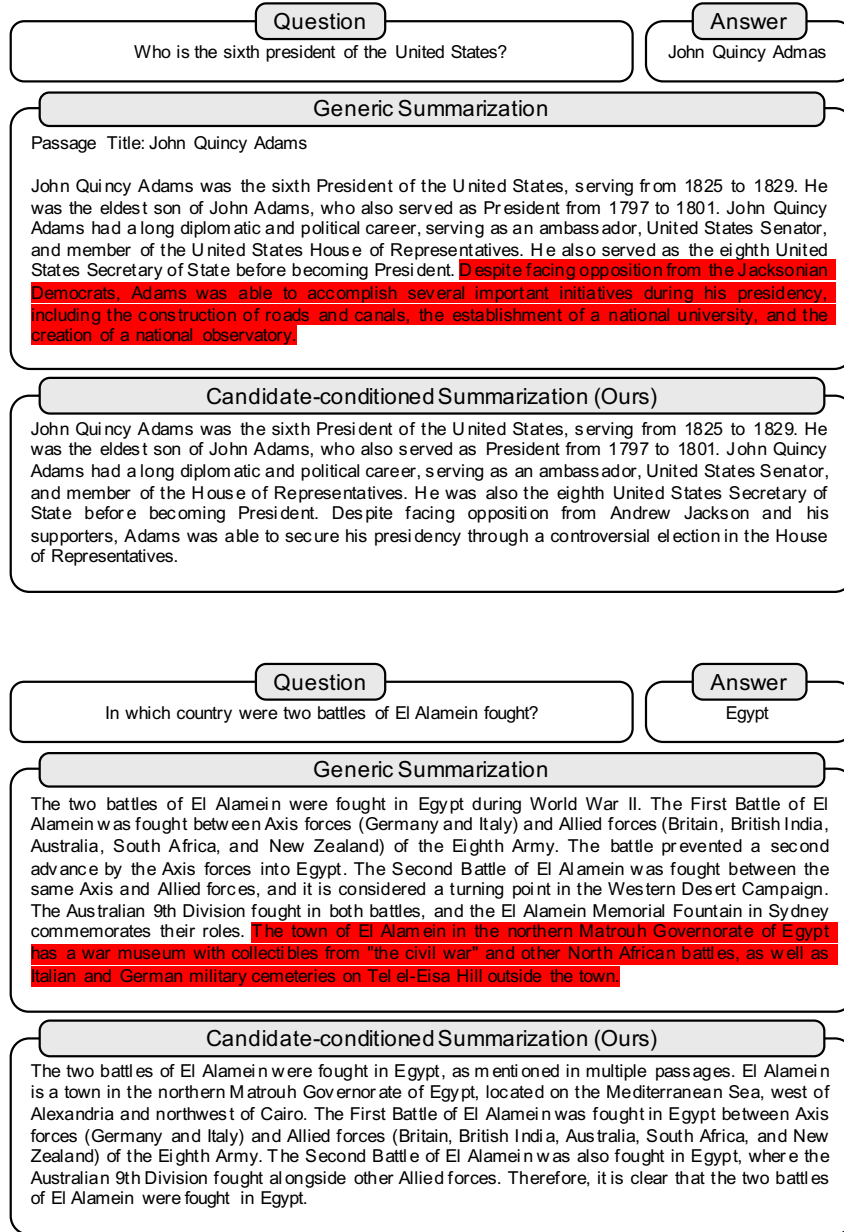 Question
Answer
Who is the sixth president of the United States?
John Quincy Admas
Generic Summarization
Passage Title: John Quincy Adams
John Quincy Adams was the sixth President of the United States, serving from 1825 to 1829. He
was the eldest son of John Adams, who also served as President from 1797 to 1801. John Quincy
Adams had a long diplomatic and political career, serving as an ambassador, United States Senator,
and member of the United States House of Representatives. He also served as the eighth United
States Secretary of State before becoming President. Despite facing opposition from the Jacksonian
Democrats, Adams was able to accomplish several important initiatives during his presidency,
including the construction of roads and canals, the establishment of a national university, and the
creation of a national observatory.
Candidate-conditioned Summarization (Ours)
John Quincy Adams was the sixth President of the United States, serving from 1825 to 1829. He
was the eldest son of John Adams, who also served as President from 1797 to 1801. John Quincy
Adams had a long diplomatic and political career, serving as an ambassador, United States Senator,
and member of the House of Representatives. He was also the eighth United States Secretary of
State before becoming President. Despite facing opposition from Andrew Jackson and his
supporters, Adams was able to secure his presidency through a controversial election in the House
of Representatives.
Question
Answer
In which country were two battles of El Alamein fought?
Egypt
Generic Summarization
The two battles of El Alamein were fought in Egypt during World War II. The First Battle of El
Alamein was fought between Axis forces (Germany and Italy) and Allied forces (Britain, British India,
Australia, South Africa, and New Zealand) of the Eighth Army. The battle prevented a second
advance by the Axis forces into Egypt. The Second Battle of El Alamein was fought between the
same Axis and Allied forces, and it is considered a turning point in the Western Desert Campaign.
The Australian 9th Division fought in both battles, and the El Alamein Memorial Fountain in Sydney
commemorates their roles. The town of El Alamein in the northern Matrouh Governorate of Egypt
has a war museum with collectibles from "the civil war" and other North African battles, as well as
Italian and German military cemeteries on Tel el-Eisa Hill outside the town.
Candidate-conditioned Summarization (Ours)
The two battles of El Alamein were fought in Egypt, as mentioned in multiple passages. El Alamein
is a town in the northern Matrouh Governorate of Egypt, located on the Mediterranean Sea, west of
Alexandria and northwest of Cairo. The First Battle of El Alamein was fought in Egypt between Axis
forces (Germany and Italy) and Allied forces (Britain, British India, Australia, South Africa, and New
Zealand) of the Eighth Army. The Second Battle of El Alamein was also fought in Egypt, where the
Australian 9th Division fought alongside other Allied forces. Therefore, it is clear that the two battles
of El Alamein were fought in Egypt.